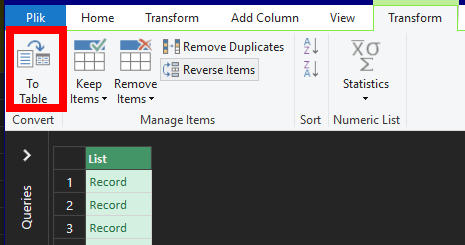 Plik Home Transform Add Column View Transform
To
Table
Keep
Items
Remove
Items
Remove Duplicates
Reverse Items
A
Z
Z
A
X̄σ
Σ
Statistics
Convert Manage Items Sort Numeric List
Queries
List
1 Record
2 Record
3 Record